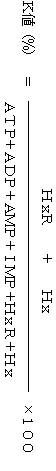 K値(%) = HxR + Hx / ATP+ADP+AMP+IMP+HxR+Hx ×100